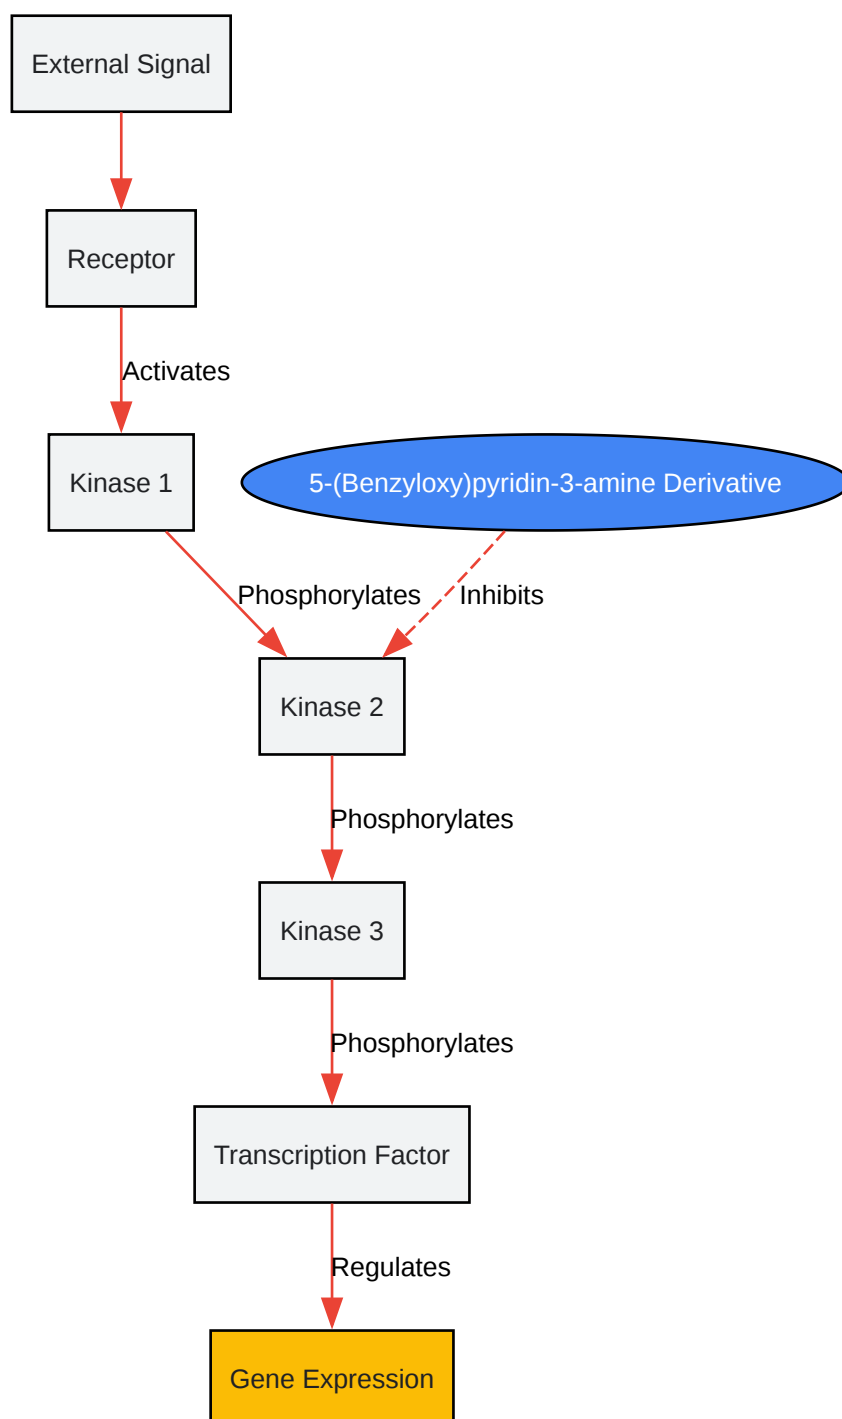 External Signal
Receptor
Activates
Kinase 1
5-(Benzyloxy)pyridin-3-amine Derivative
Phosphorylates
Inhibits
Kinase 2
Phosphorylates
Kinase 3
Phosphorylates
Transcription Factor
Regulates
Gene Expression